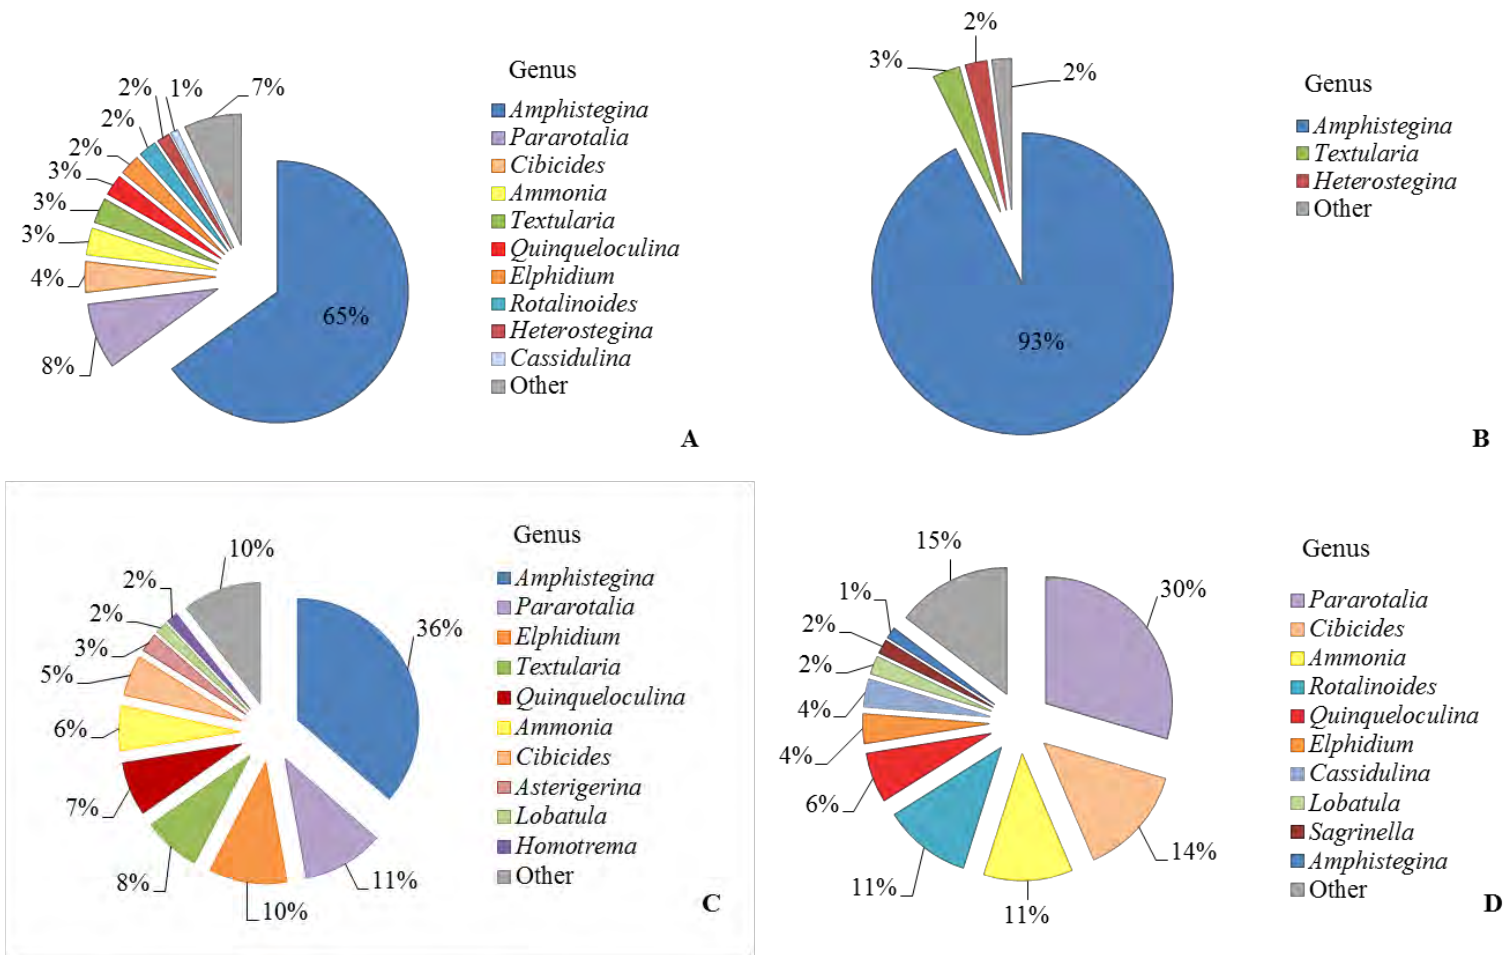 2%
1%
7%
2%
2%
3%
3%
3%
4%
8%
65%
Genus
Amphistegina
Pararotalia
Cibicides
Ammonia
Textularia
Quinqueloculina
Elphidium
Rotalinoides
Heterostegina
Cassidulina
Other
A
2%
3%
2%
93%
Genus
Amphistegina
Textularia
Heterostegina
Other
B
10%
2%
2%
3%
5%
6%
7%
8%
10%
11%
36%
Genus
Amphistegina
Pararotalia
Elphidium
Textularia
Quinqueloculina
Ammonia
Cibicides
Asterigerina
Lobatula
Homotrema
Other
C
15%
1%
2%
2%
4%
4%
6%
11%
11%
14%
30%
Genus
Pararotalia
Cibicides
Ammonia
Rotalinoides
Quinqueloculina
Elphidium
Cassidulina
Lobatula
Sagrinella
Amphistegina
Other
D